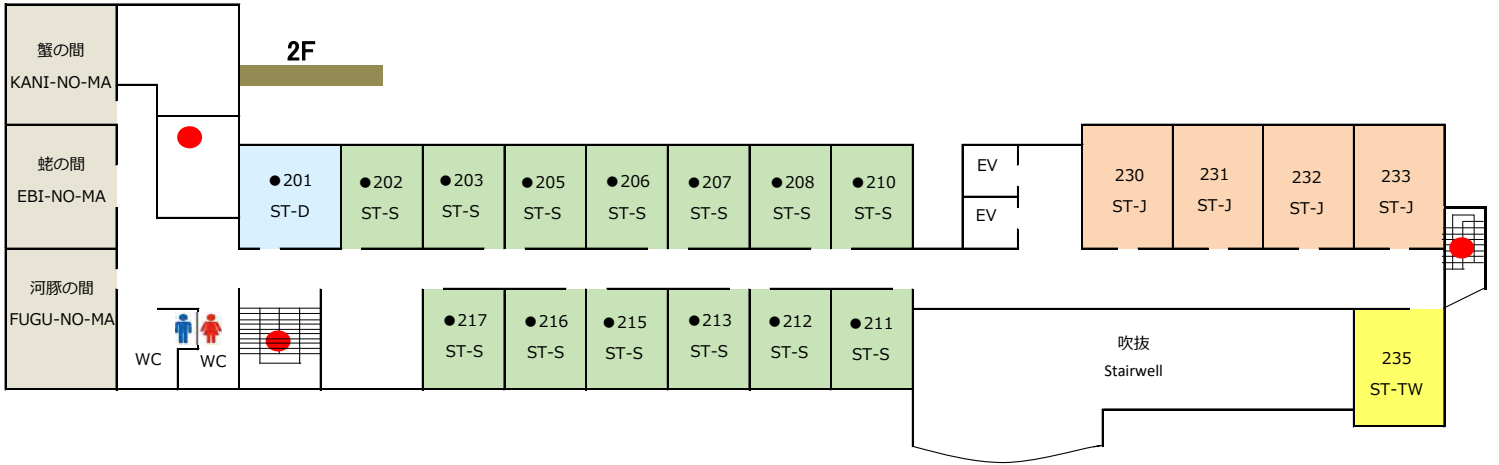 2F
蟹の間
KANI-NO-MA
蛯の間
EBI-NO-MA
河豚の間
FUGU-NO-MA
●201
ST-D
●202
ST-S
●203
ST-S
●205
ST-S
●206
ST-S
●207
ST-S
●208
ST-S
●210
ST-S
EV
EV
230
ST-J
231
ST-J
232
ST-J
233
ST-J
WC
WC
●217
ST-S
●216
ST-S
●215
ST-S
●213
ST-S
●212
ST-S
●211
ST-S
吹抜
Stairwell
235
ST-TW